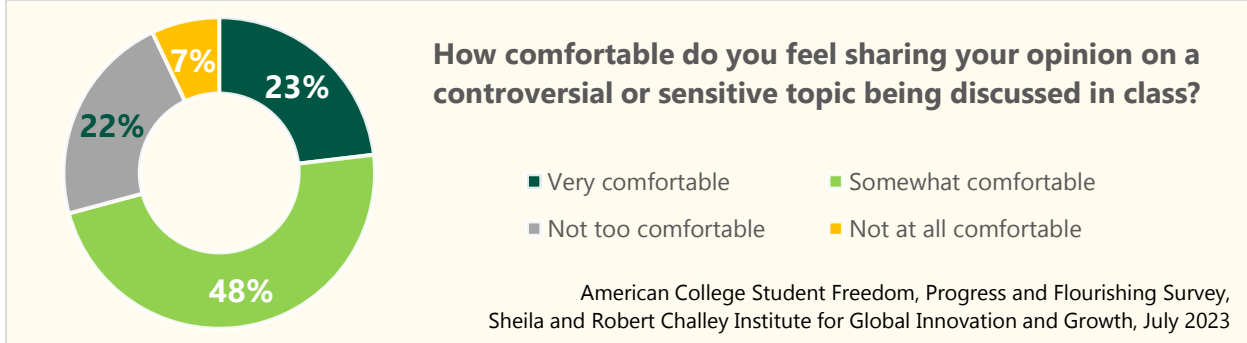 How comfortable do you feel sharing your opinion on a
controversial or sensitive topic being discussed in class?
7%
23%
22%
48%
Very comfortable
Somewhat comfortable
Not too comfortable
Not at all comfortable
American College Student Freedom, Progress and Flourishing Survey,
Sheila and Robert Challey Institute for Global Innovation and Growth, July 2023